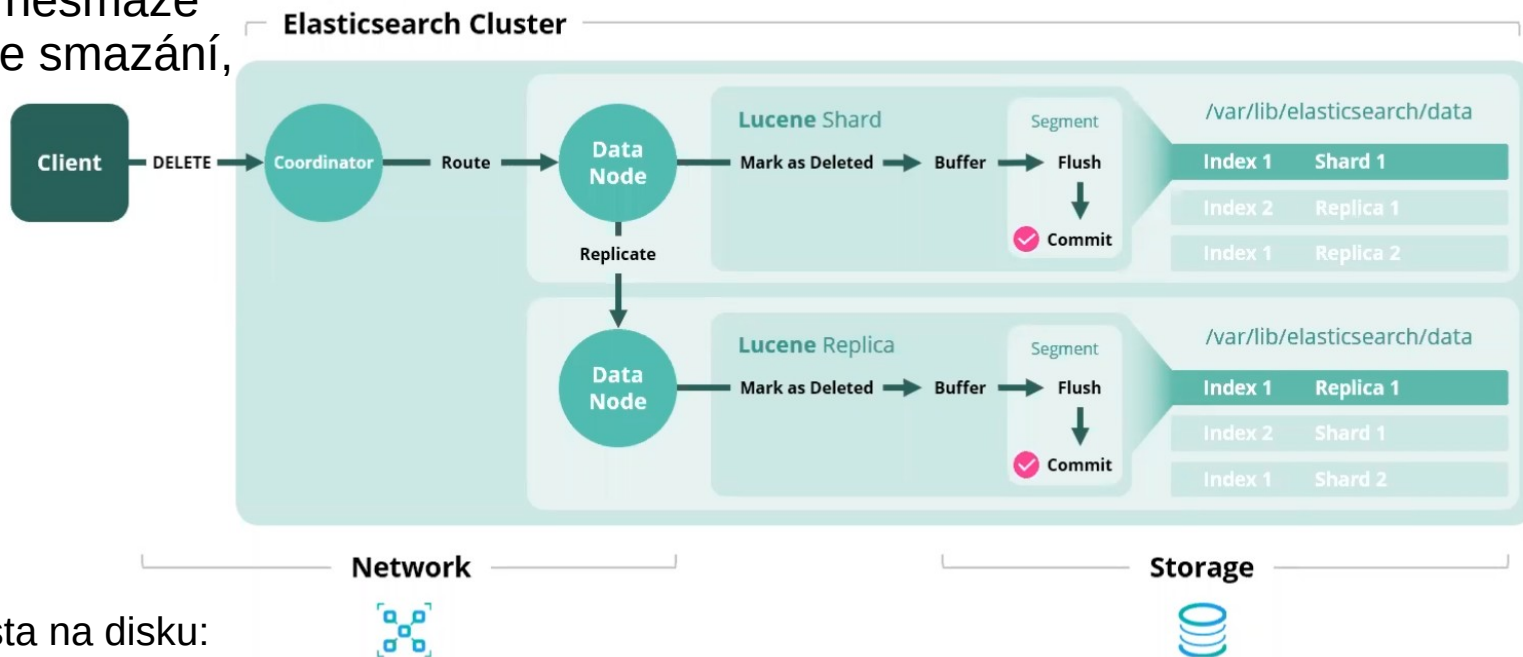 nesmaže
e smazání,
Elasticsearch Cluster
Client
DELETE
Coordinator
Route
Data
Node
Replicate
Lucene Shard
Mark as Deleted
Buffer
Segment
Flush
Commit
/var/lib/elasticsearch/data
Index 1 Shard 1
Index 2 Replica 1
Index 1 Replica 2
Data
Node
Lucene Replica
Mark as Deleted
Buffer
Segment
Flush
Commit
/var/lib/elasticsearch/data
Index 1 Replica 1
Index 2 Shard 1
Index 1 Shard 2
Network
Storage
sta na disku: